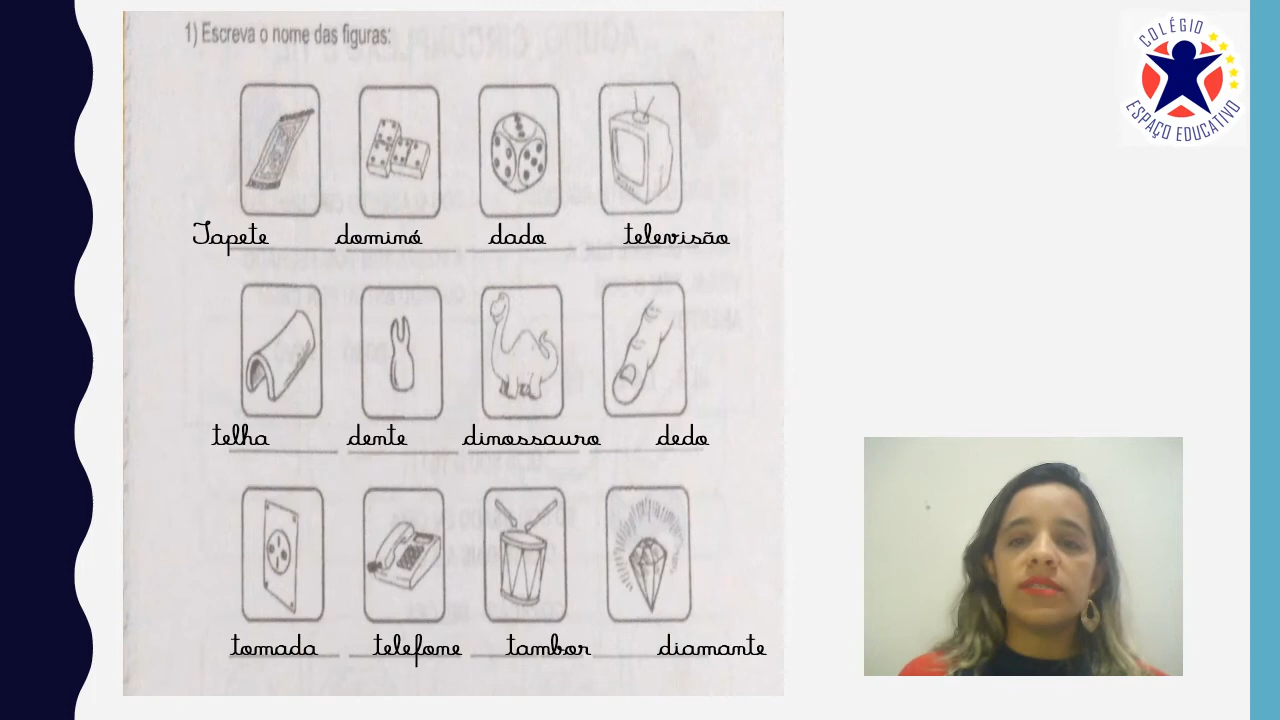 1) Escreva o nome das figuras:
COLÉGIO
ESPAÇO EDUCATIVO
Tapete dominó dado televisão
telha dente dinossauro dedo
tomada telefone tambor diamante